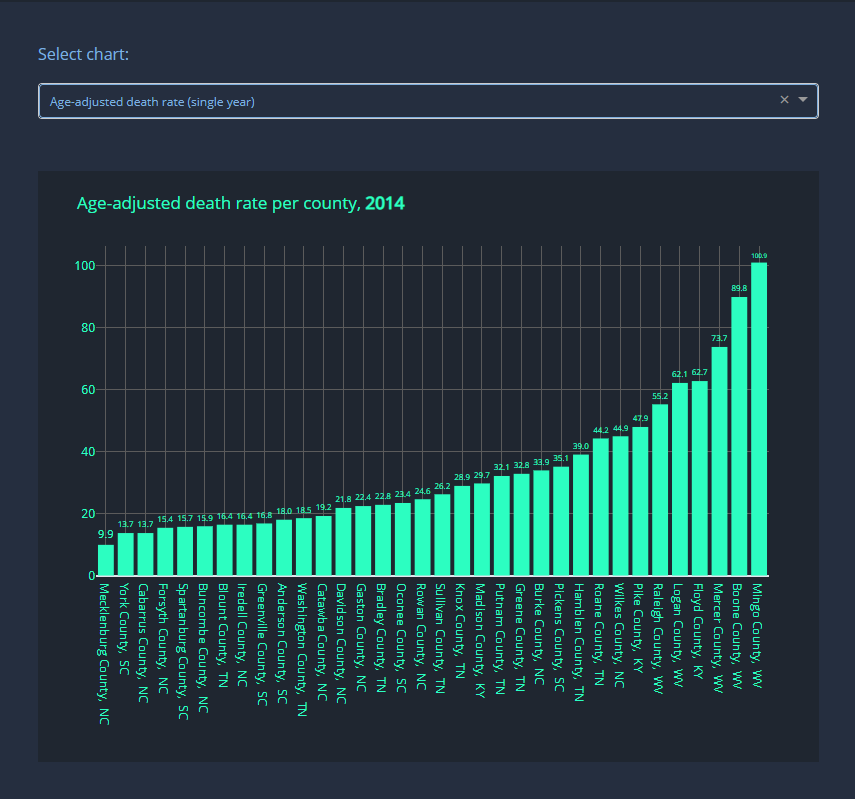 Select chart:
Age-adjusted death rate (single year)
Age-adjusted death rate per county, 2014
100
80
60
40
20
0
9.9
13.7
13.7
15.4
15.7
15.9
16.4
16.4
16.8
18.0
18.5
19.2
21.8
22.4
22.8
23.4
24.6
26.2
28.9
29.7
32.1
32.8
33.9
35.1
39.0
44.2
44.9
47.9
55.2
62.1
62.7
73.7
89.8
100.9
Mecklenburg County, NC
York County, SC
Cabarrus County, NC
Forsyth County, NC
Spartanburg County, SC
Buncombe County, NC
Blount County, TN
Iredell County, NC
Greenville County, SC
Anderson County, SC
Washington County, TN
Catawba County, NC
Davidson County, NC
Gaston County, NC
Bradley County, TN
Oconee County, SC
Rowan County, NC
Sullivan County, TN
Knox County, TN
Madison County, KY
Putnam County, TN
Greene County, TN
Burke County, NC
Pickens County, SC
Hamblen County, TN
Roane County, TN
Wilkes County, NC
Pike County, KY
Raleigh County, WV
Logan County, WV
Floyd County, KY
Mercer County, WV
Boone County, WV
Mingo County, WV